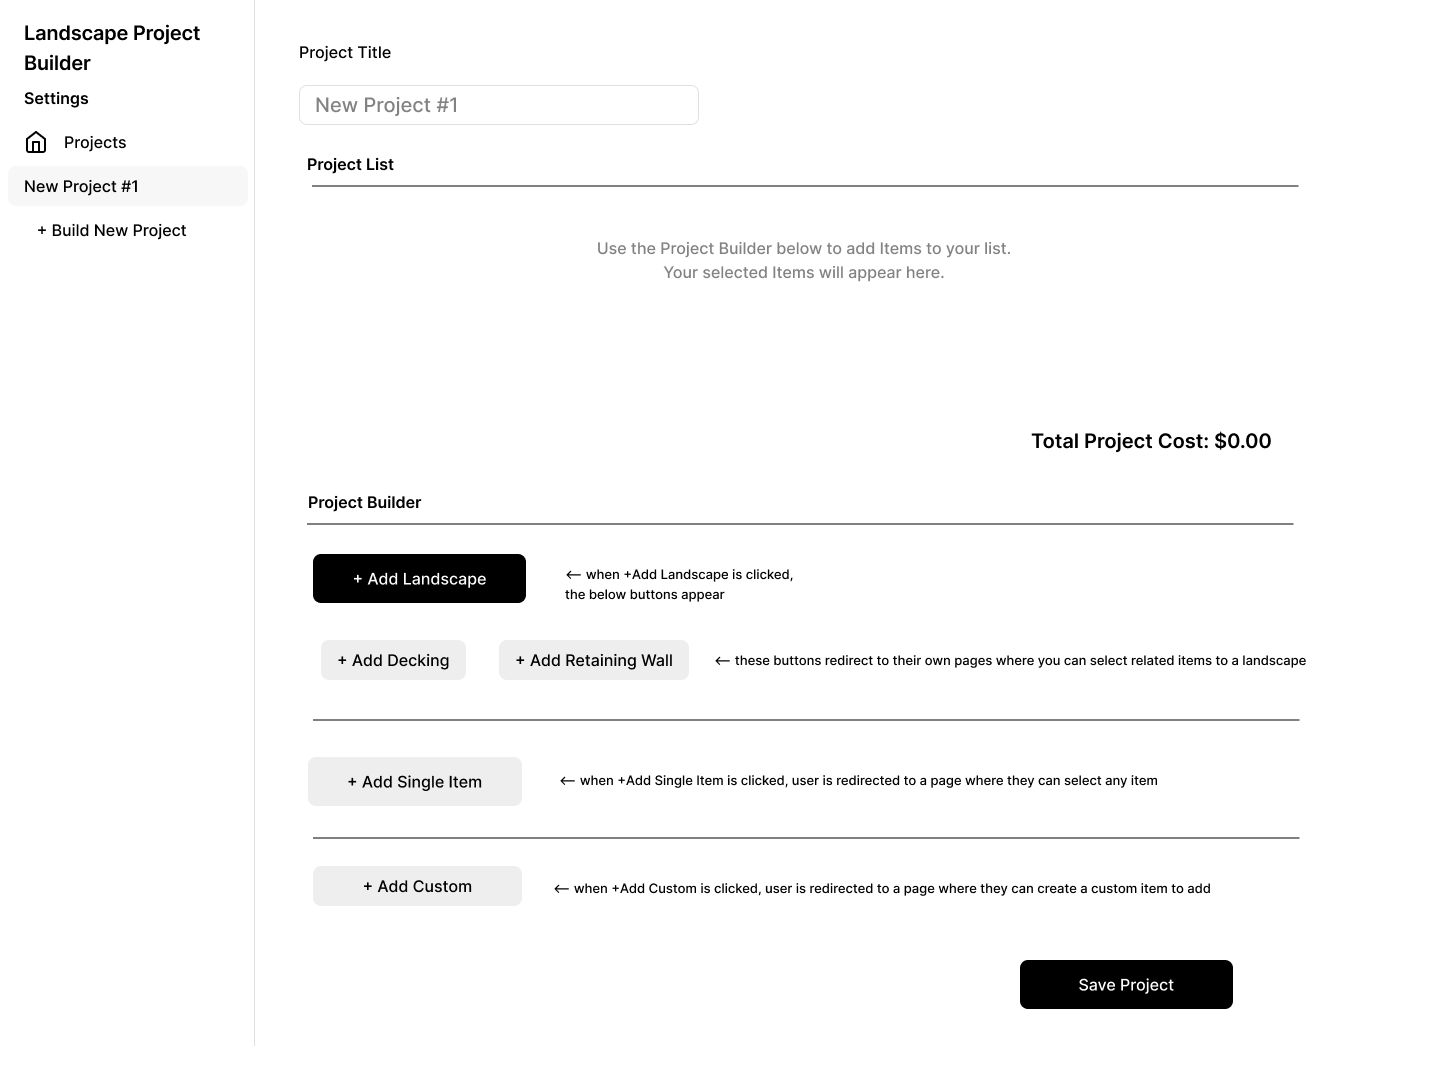 Landscape Project
Builder
Settings
Projects
New Project #1
+ Build New Project
Project Title
New Project #1
Project List
Use the Project Builder below to add Items to your list.
Your selected Items will appear here.
Total Project Cost: $0.00
Project Builder
+ Add Landscape
<-- when +Add Landscape is clicked,
the below buttons appear
+ Add Decking
+ Add Retaining Wall
<-- these buttons redirect to their own pages where you can select related items to a landscape
+ Add Single Item
<-- when +Add Single Item is clicked, user is redirected to a page where they can select any item
+ Add Custom
<-- when +Add Custom is clicked, user is redirected to a page where they can create a custom item to add
Save Project